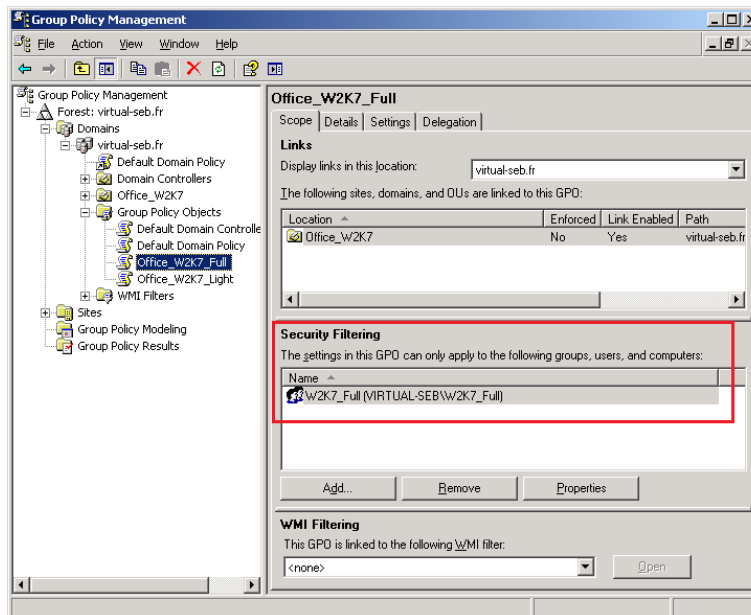 Group Policy Management
File Action View Window Help
Group Policy Management
Forest: virtual-seb.fr
Domains
virtual-seb.fr
Default Domain Policy
Domain Controllers
Office_W2K7
Group Policy Objects
Default Domain Controlle
Default Domain Policy
Office_W2K7_Full
Office_W2K7_Light
WMI Filters
Sites
Group Policy Modeling
Group Policy Results
Office_W2K7_Full
Scope Details Settings Delegation
Links
Display links in this location: virtual-seb.fr
The following sites, domains, and OUs are linked to this GPO:
Location Enforced Link Enabled Path
Office_W2K7 No Yes virtual-seb.fr
Security Filtering
The settings in this GPO can only apply to the following groups, users, and computers:
Name
W2K7_Full (VIRTUAL-SEB\W2K7_Full)
Add... Remove Properties
WMI Filtering
This GPO is linked to the following WMI filter:
<none> Open